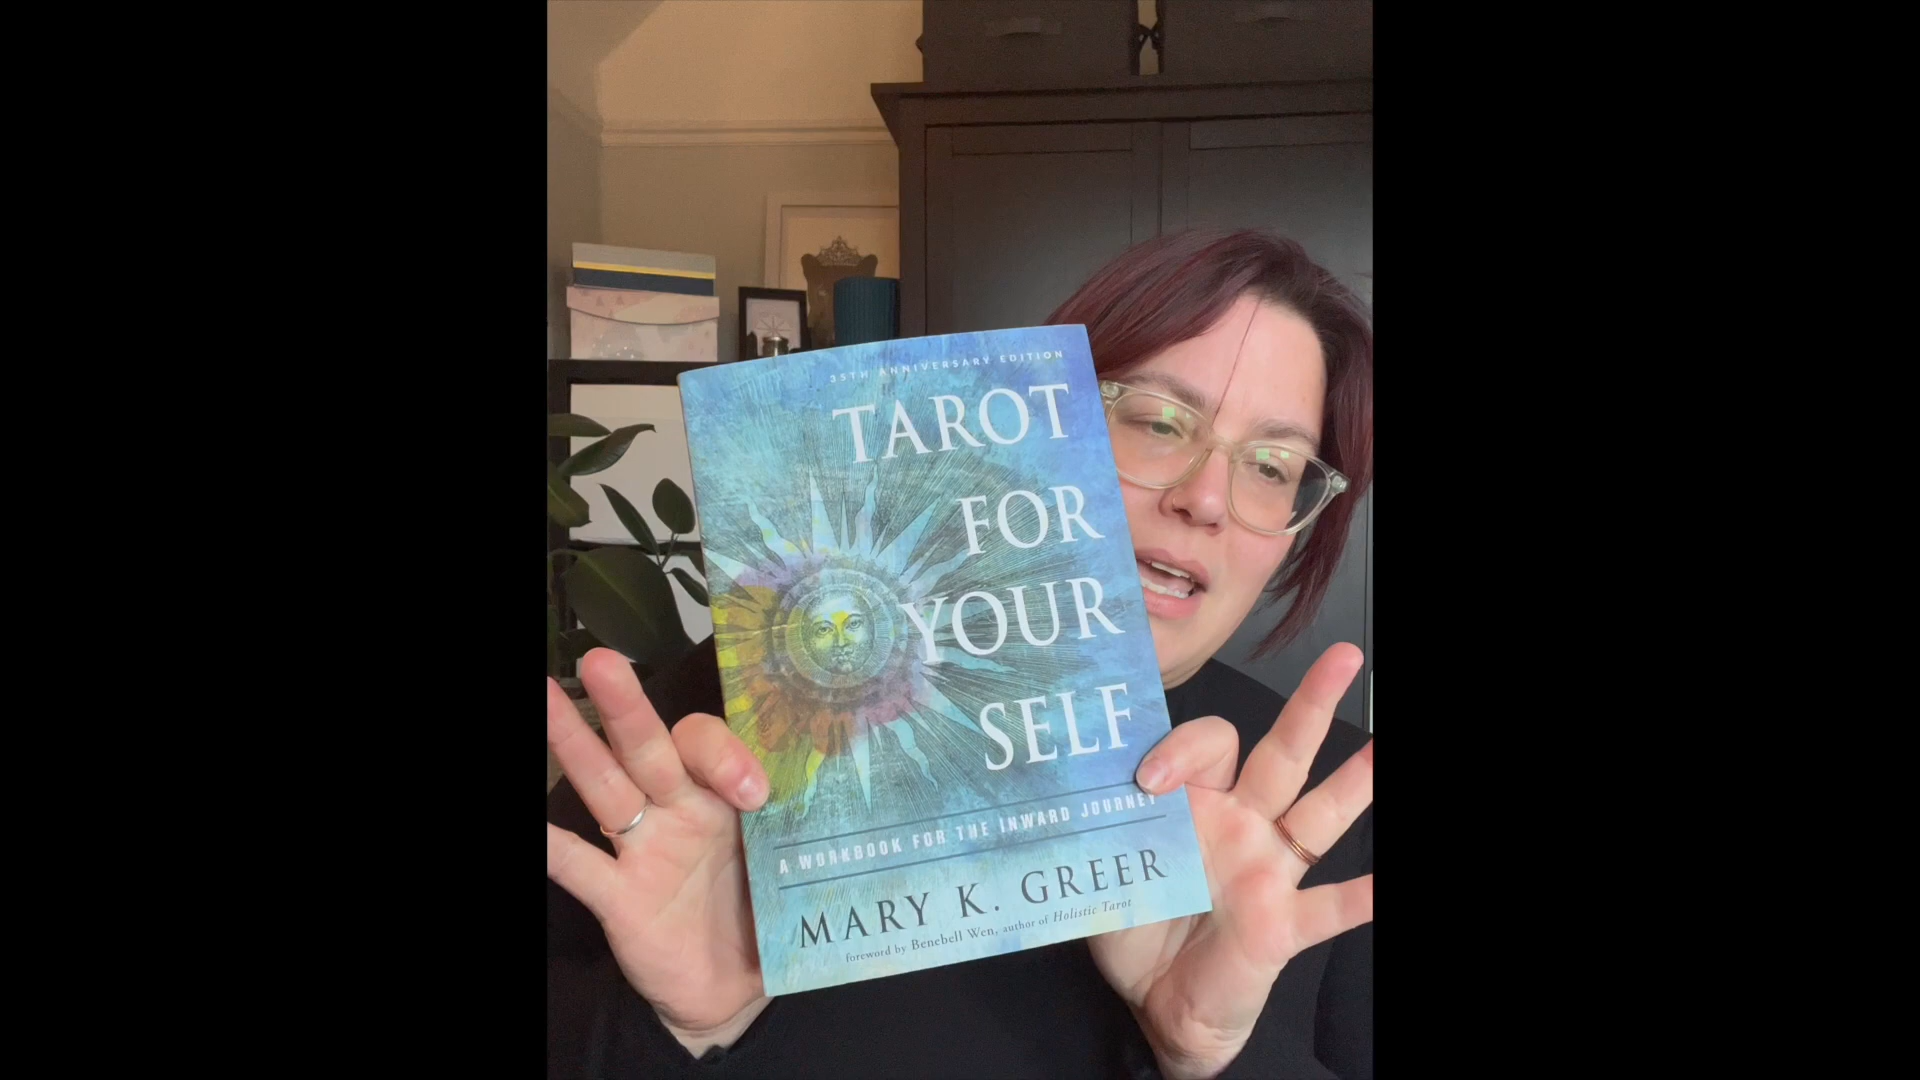 35TH ANNIVERSARY EDITION
TAROT
FOR
YOUR
SELF
A WORKBOOK FOR THE INWARD JOURNEY
MARY K. GREER
foreword by Benebell Wen, author of Holistic Tarot